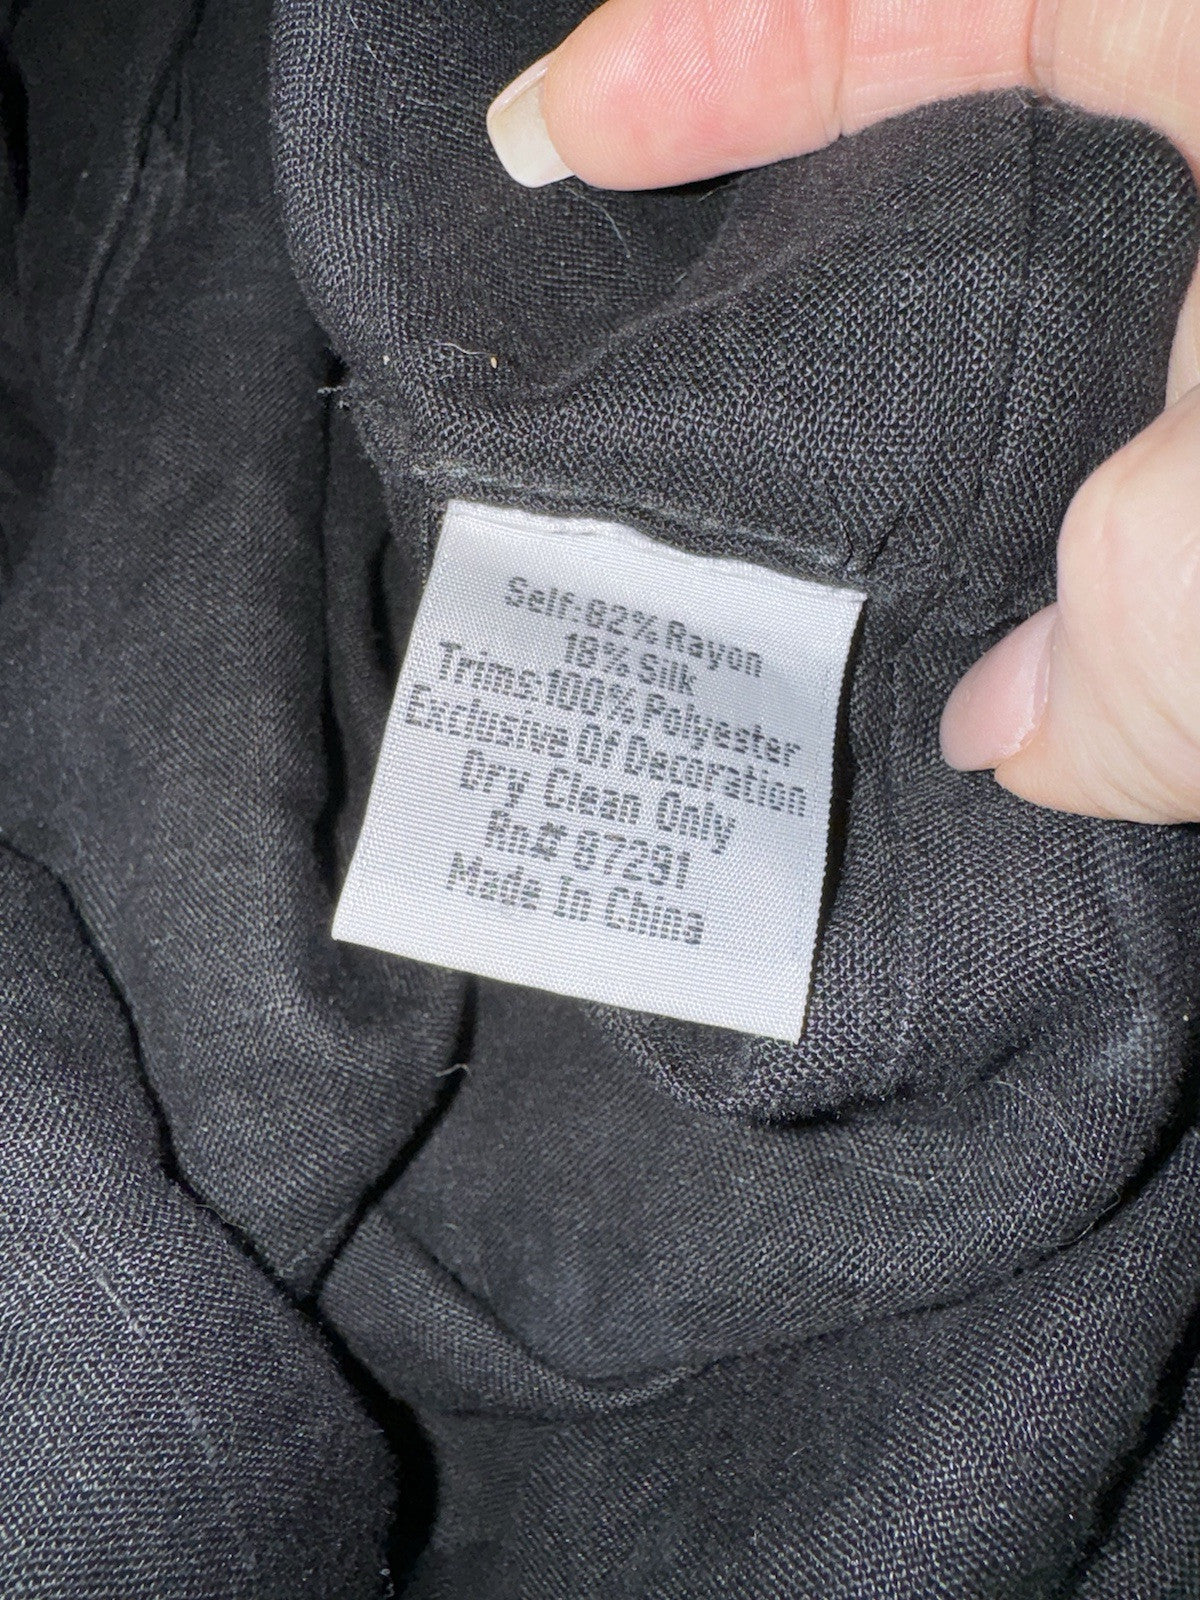 Self:82% Rayon
18% Silk
Trims:100% Polyester
Exclusive Of Decoration
Dry Clean Only
Rn# 87291
Made In China